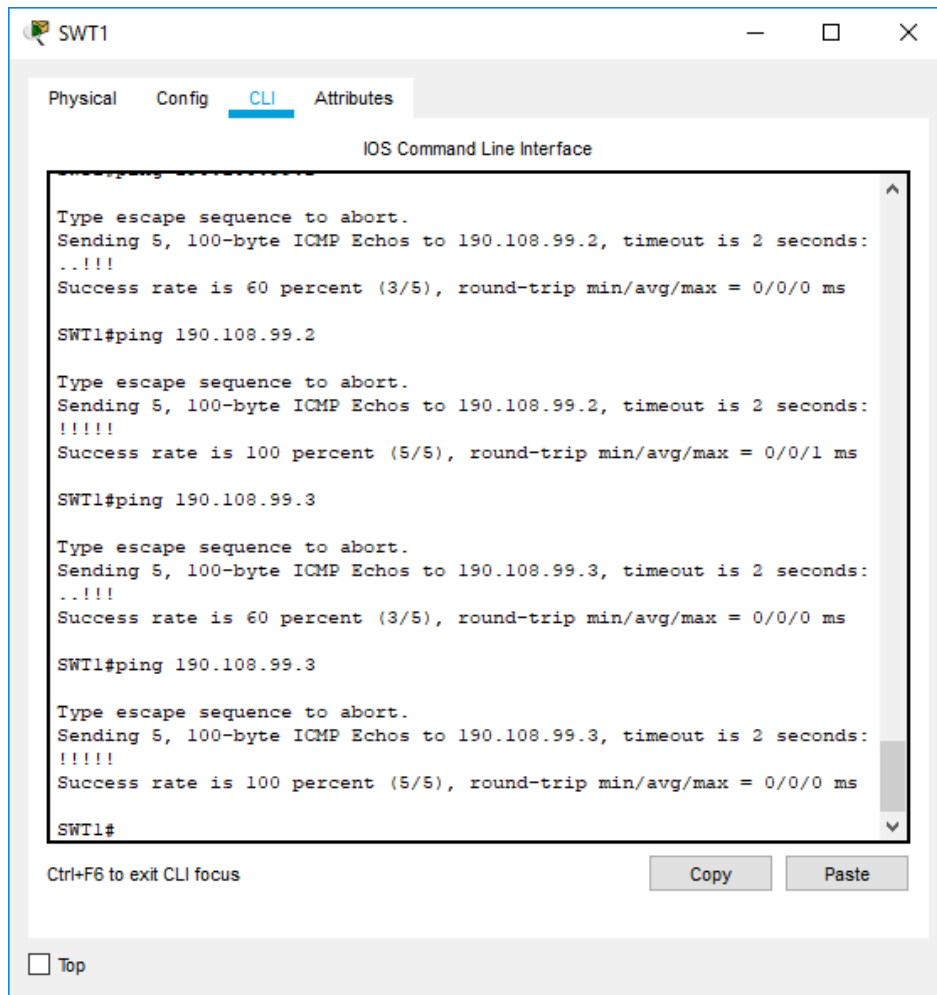 SWT1
Physical Config CLI Attributes
IOS Command Line Interface
Type escape sequence to abort.
Sending 5, 100-byte ICMP Echos to 190.108.99.2, timeout is 2 seconds:
..!!!
Success rate is 60 percent (3/5), round-trip min/avg/max = 0/0/0 ms
SWT1#ping 190.108.99.2
Type escape sequence to abort.
Sending 5, 100-byte ICMP Echos to 190.108.99.2, timeout is 2 seconds:
!!!!!
Success rate is 100 percent (5/5), round-trip min/avg/max = 0/0/1 ms
SWT1#ping 190.108.99.3
Type escape sequence to abort.
Sending 5, 100-byte ICMP Echos to 190.108.99.3, timeout is 2 seconds:
..!!!
Success rate is 60 percent (3/5), round-trip min/avg/max = 0/0/0 ms
SWT1#ping 190.108.99.3
Type escape sequence to abort.
Sending 5, 100-byte ICMP Echos to 190.108.99.3, timeout is 2 seconds:
!!!!!
Success rate is 100 percent (5/5), round-trip min/avg/max = 0/0/0 ms
SWT1#
Ctrl+F6 to exit CLI focus
Copy Paste
Top